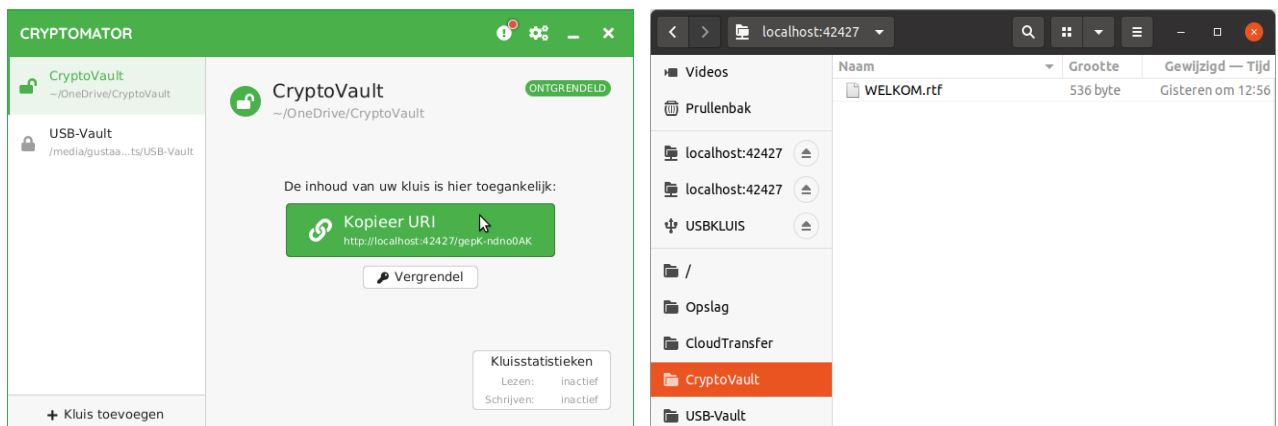 CRYPTOMATOR
CryptoVault
~/OneDrive/CryptoVault
USB-Vault
/media/gustaa...ts/USB-Vault
+ Kluis toevoegen
CryptoVault
~/OneDrive/CryptoVault
ONTGRENDELD
De inhoud van uw kluis is hier toegankelijk:
Kopieer URI
http://localhost:42427/gepK-ndno0AK
Vergrendel
Kluisstatistieken
Lezen: inactief
Schrijven: inactief
localhost:42427
Videos
Prullenbak
localhost:42427
localhost:42427
USBKLUIS
/
Opslag
CloudTransfer
CryptoVault
USB-Vault
Naam Grootte Gewijzigd — Tijd
WELKOM.rtf 536 byte Gisteren om 12:56